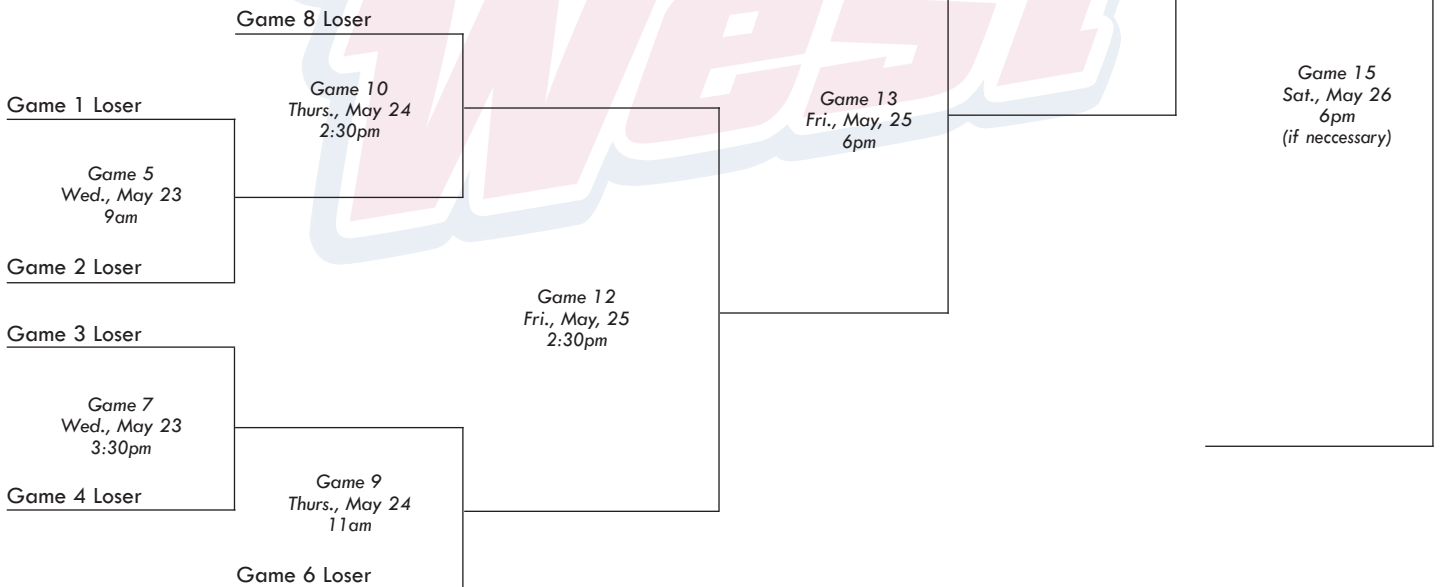 Game 8 Loser
Game 10
Thurs., May 24
2:30pm
Game 1 Loser
Game 5
Wed., May 23
9am
Game 2 Loser
Game 3 Loser
Game 7
Wed., May 23
3:30pm
Game 4 Loser
Game 9
Thurs., May 24
11am
Game 6 Loser
Game 12
Fri., May, 25
2:30pm
Game 13
Fri., May, 25
6pm
Game 15
Sat., May 26
6pm
(if neccessary)
West